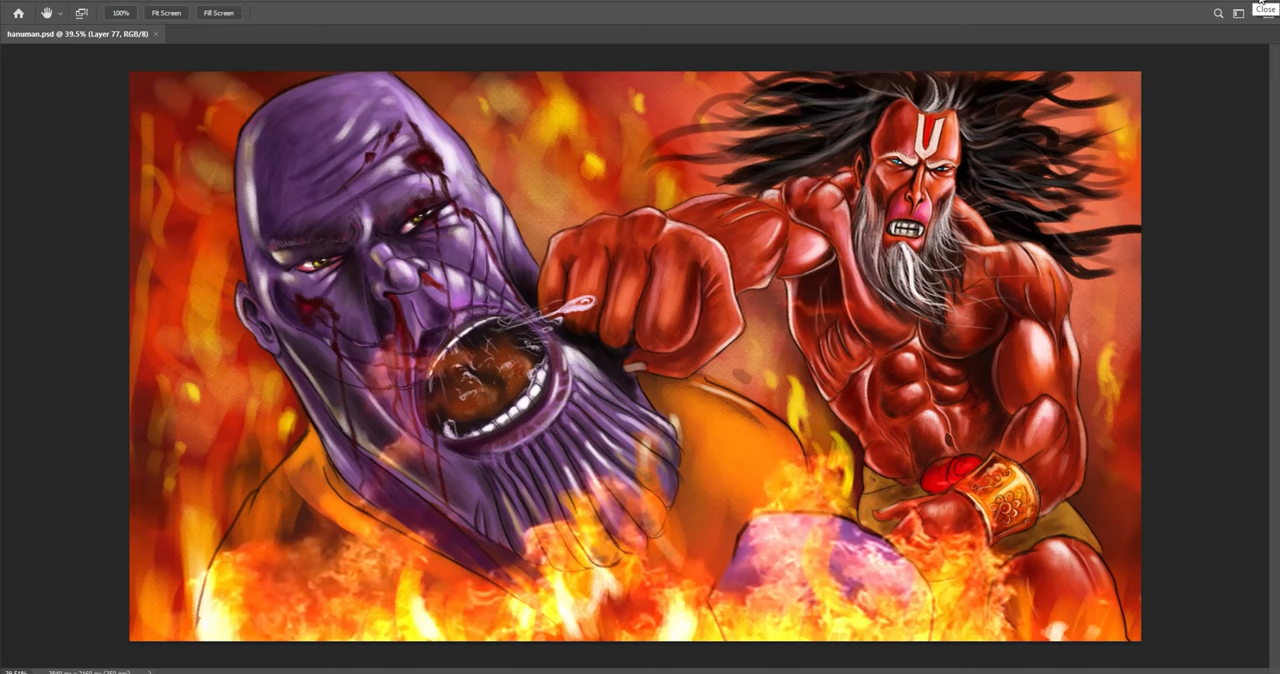 100%
Fit Screen
Fill Screen
Close
hanuman.psd @ 39.5% (Layer 77, RGB/8)